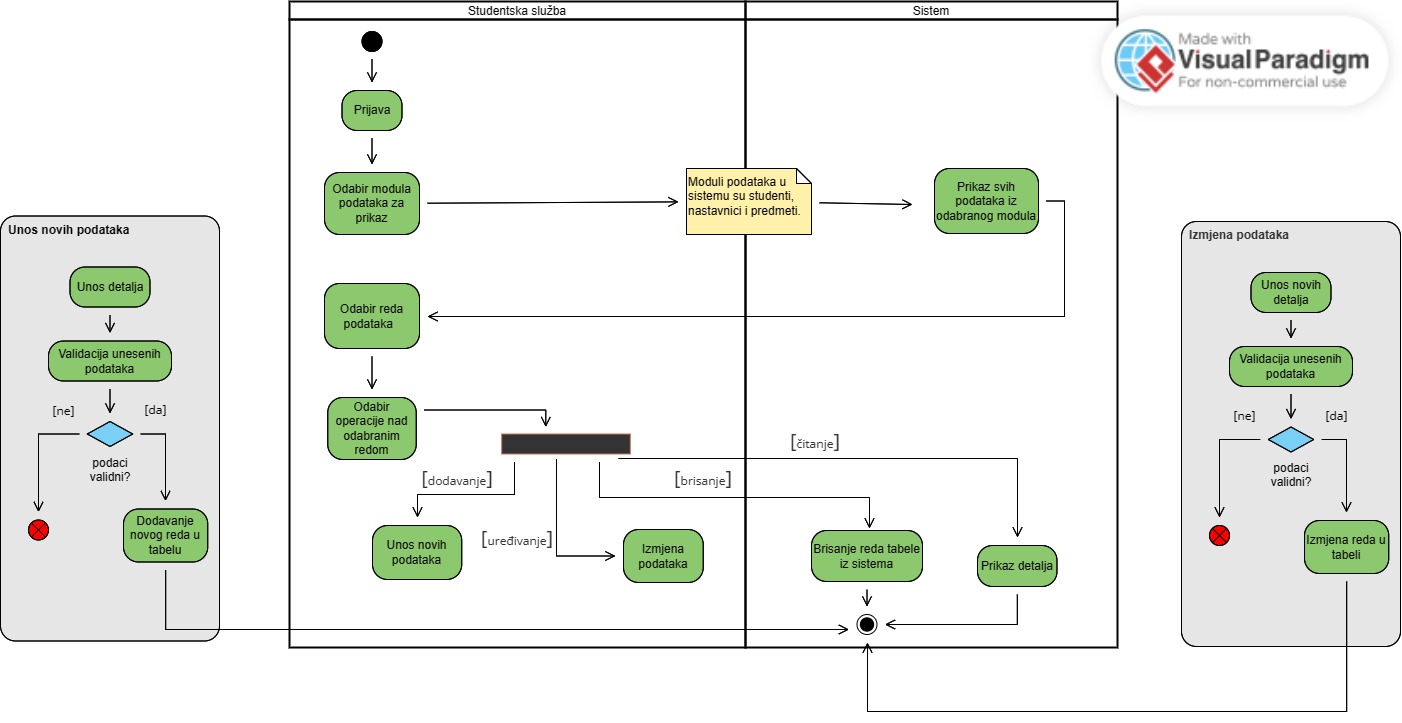 Studentska služba
Sistem
Made with
Visual Paradigm
For non-commercial use
Prijava
Odabir modula
podataka za
prikaz
Moduli podataka u
sistemu su studenti,
nastavnici i predmeti.
Prikaz svih
podataka iz
odabranog modula
Unos novih podataka
Unos detalja
Validacija unesenih
podataka
[ne]
[da]
podaci
validni?
Dodavanje
novog reda u
tabelu
Odabir reda
podataka
Odabir
operacije nad
odabranim
redom
[dodavanje]
[uređivanje]
[brisanje]
[čitanje]
Unos novih
podataka
Izmjena
podataka
Brisanje reda tabele
iz sistema
Prikaz detalja
Izmjena podataka
Unos novih
detalja
Validacija unesenih
podataka
[ne]
[da]
podaci
validni?
Izmjena reda u
tabeli